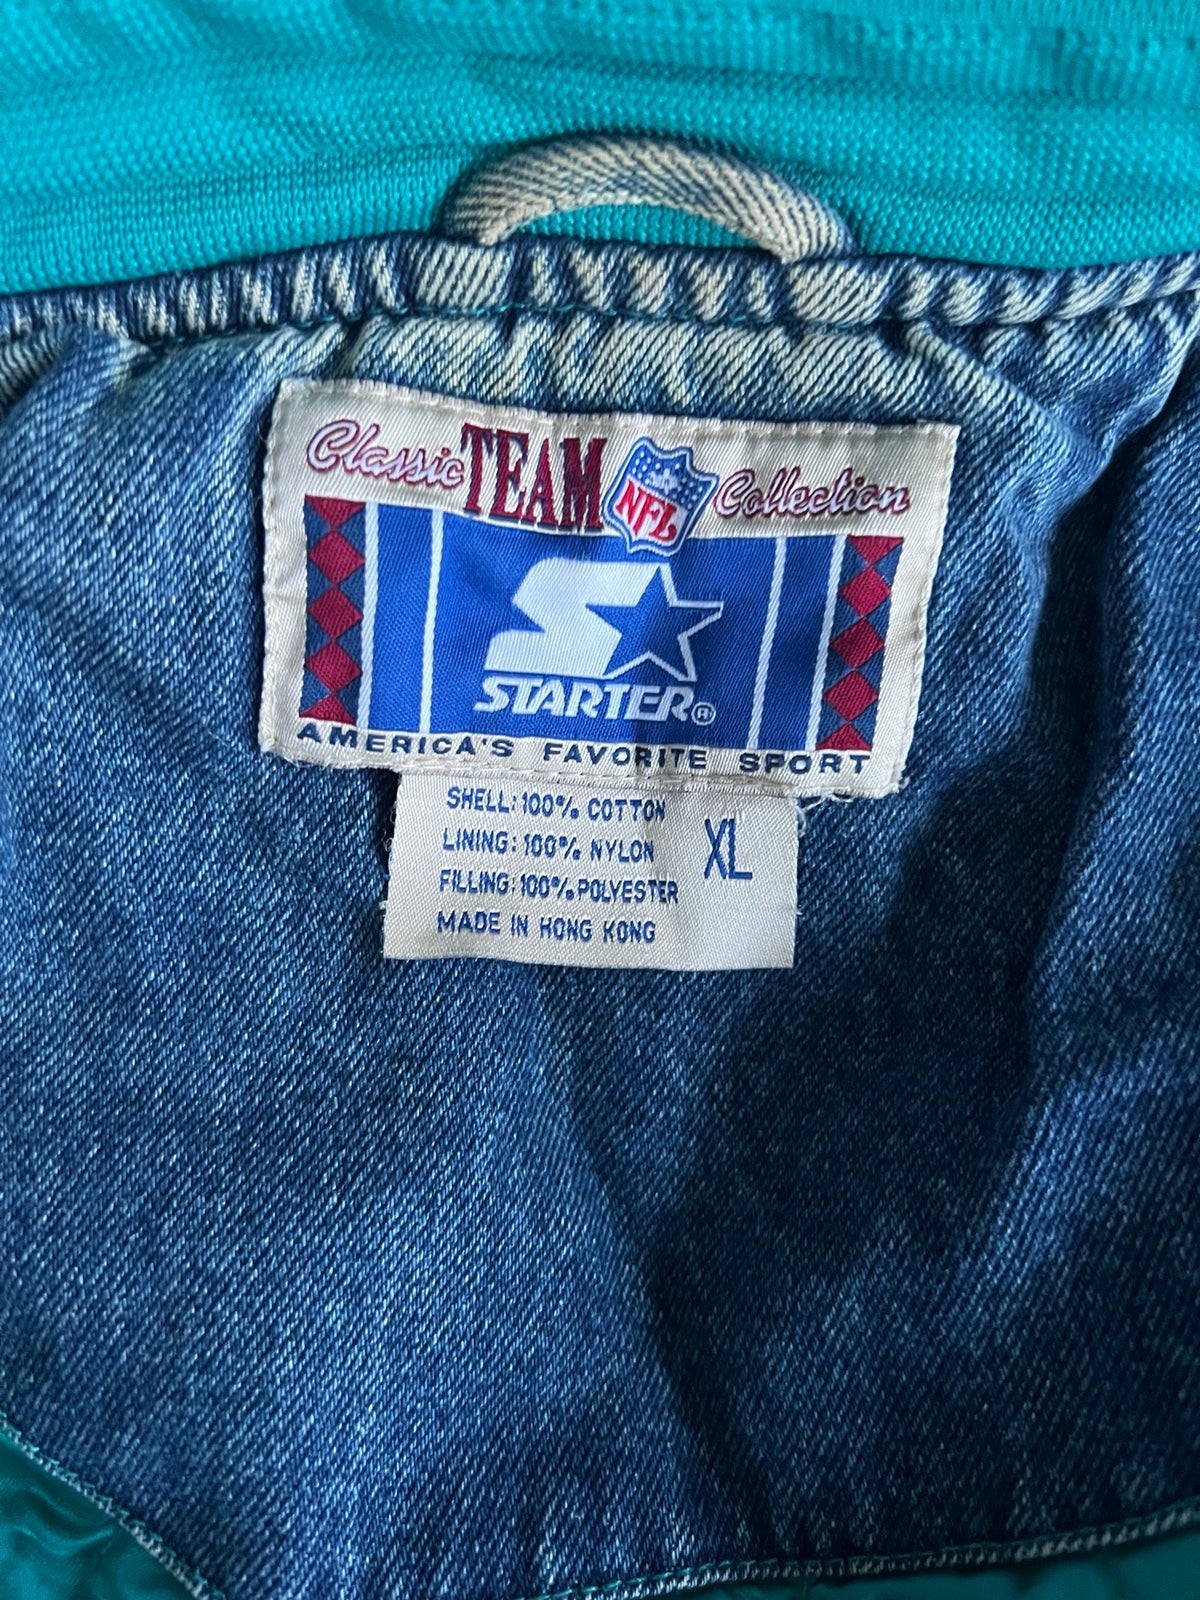 Classic TEAM NFL Collection
STARTER®
AMERICA'S FAVORITE SPORT
SHELL: 100% COTTON
LINING: 100% NYLON
FILLING: 100% POLYESTER
MADE IN HONG KONG
XL